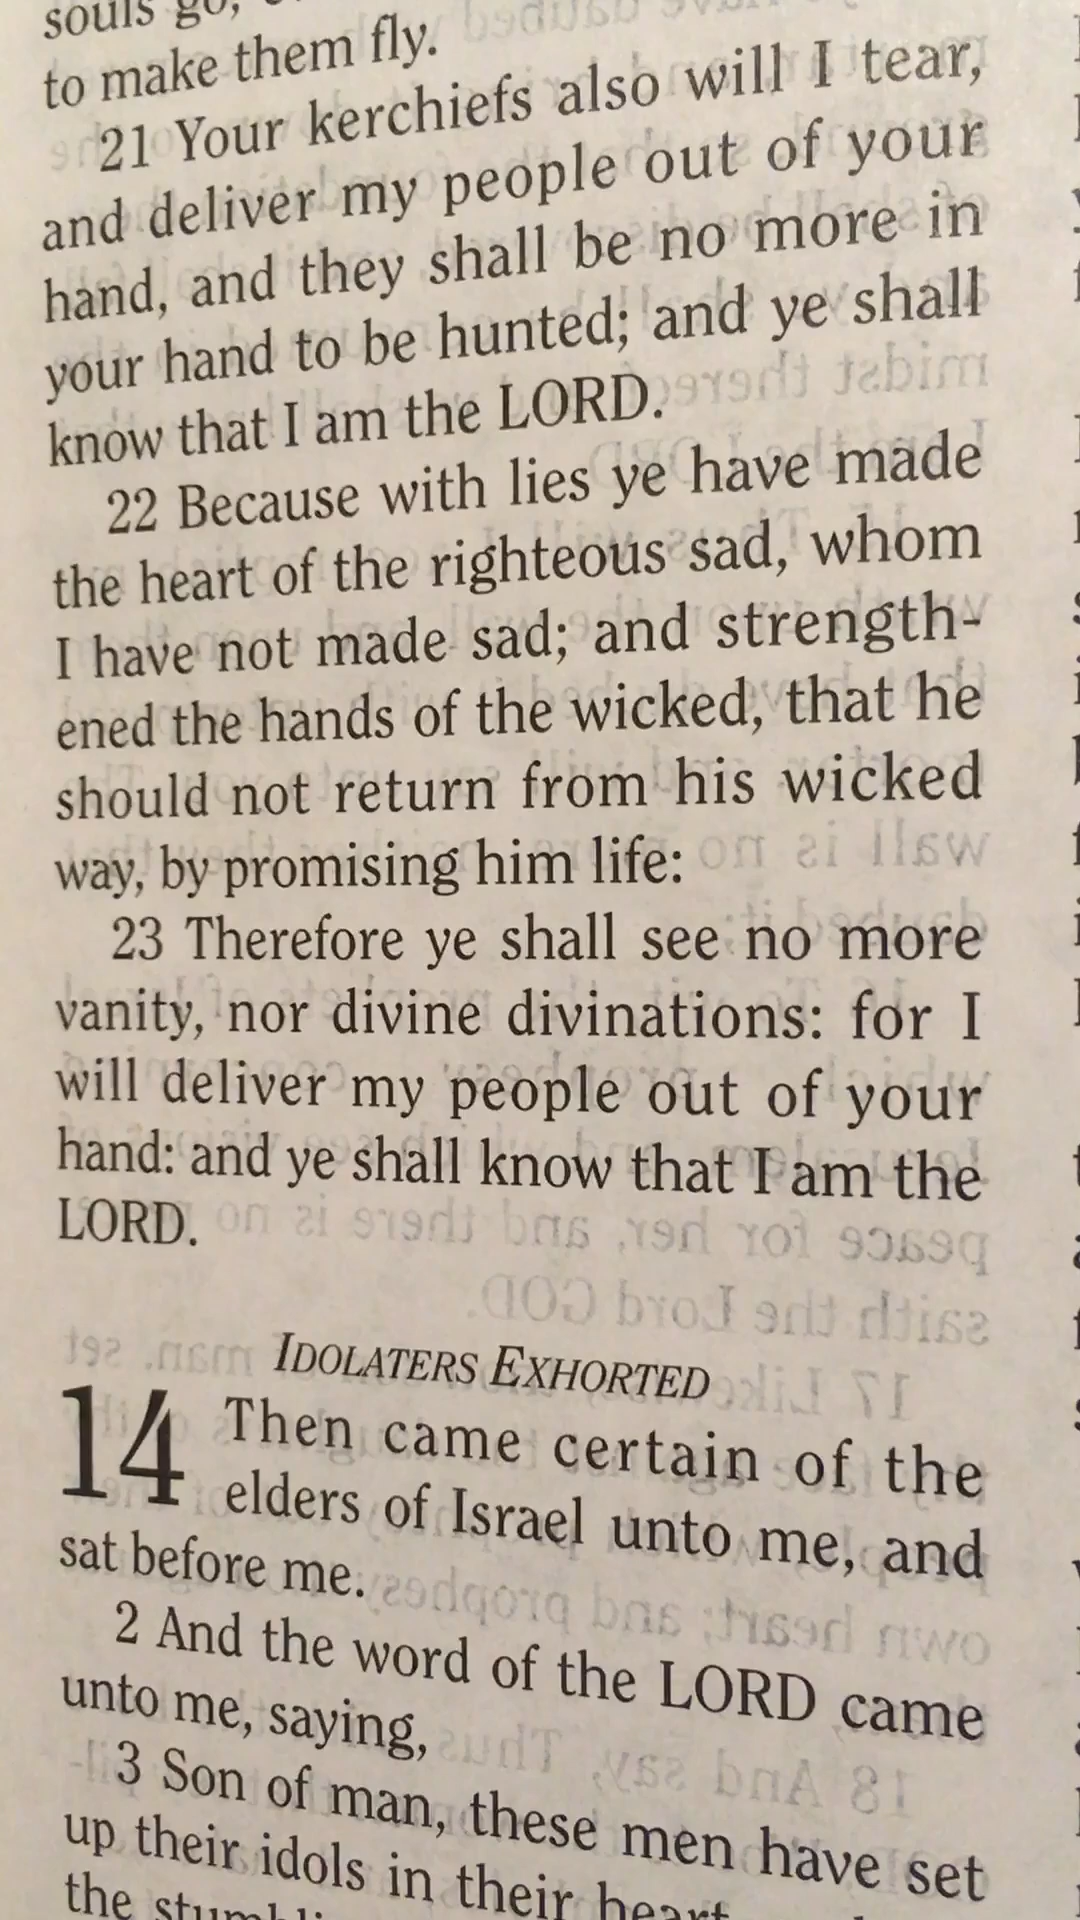 souls go,
to make them fly.
21 Your kerchiefs also will I tear,
and deliver my people out of your
hand, and they shall be no more in
your hand to be hunted; and ye shall
know that I am the LORD.
22 Because with lies ye have made
the heart of the righteous sad, whom
I have not made sad; and strength-
ened the hands of the wicked, that he
should not return from his wicked
way, by promising him life:
23 Therefore ye shall see no more
vanity, nor divine divinations: for I
will deliver my people out of your
hand: and ye shall know that I am the
LORD.
IDOLATERS EXHORTED
14 Then came certain of the
elders of Israel unto me, and
sat before me.
2 And the word of the LORD came
unto me, saying,
3 Son of man, these men have set
up their idols in their heart
the